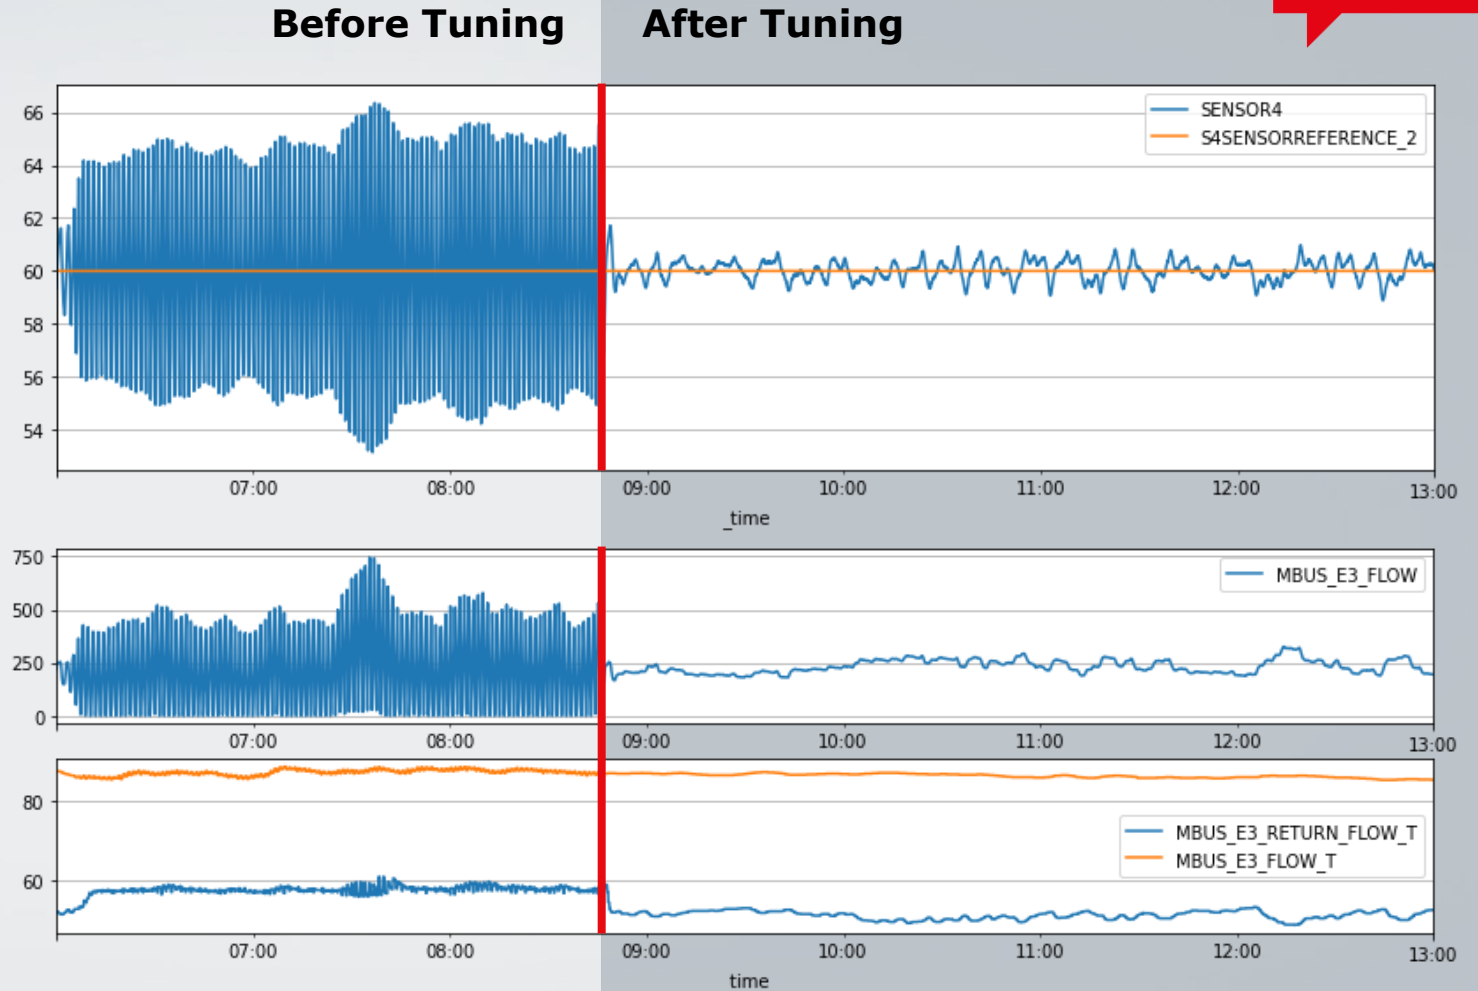 Before Tuning
After Tuning
66
64
62
60
58
56
54
SENSOR4
S4SENSORREFERENCE_2
07:00 08:00 09:00 10:00 11:00 12:00 13:00
_time
750
500
250
0
MBUS_E3_FLOW
07:00 08:00 09:00 10:00 11:00 12:00 13:00
80
60
MBUS_E3_RETURN_FLOW_T
MBUS_E3_FLOW_T
07:00 08:00 09:00 10:00 11:00 12:00 13:00
time